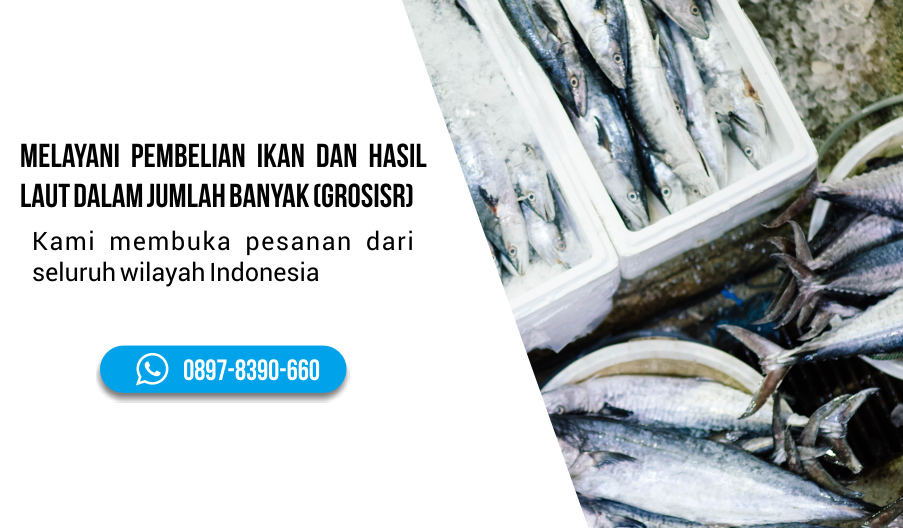 MELAYANI PEMBELIAN IKAN DAN HASIL
LAUT DALAM JUMLAH BANYAK (GROSISR)
Kami membuka pesanan dari
seluruh wilayah Indonesia
0897-8390-660